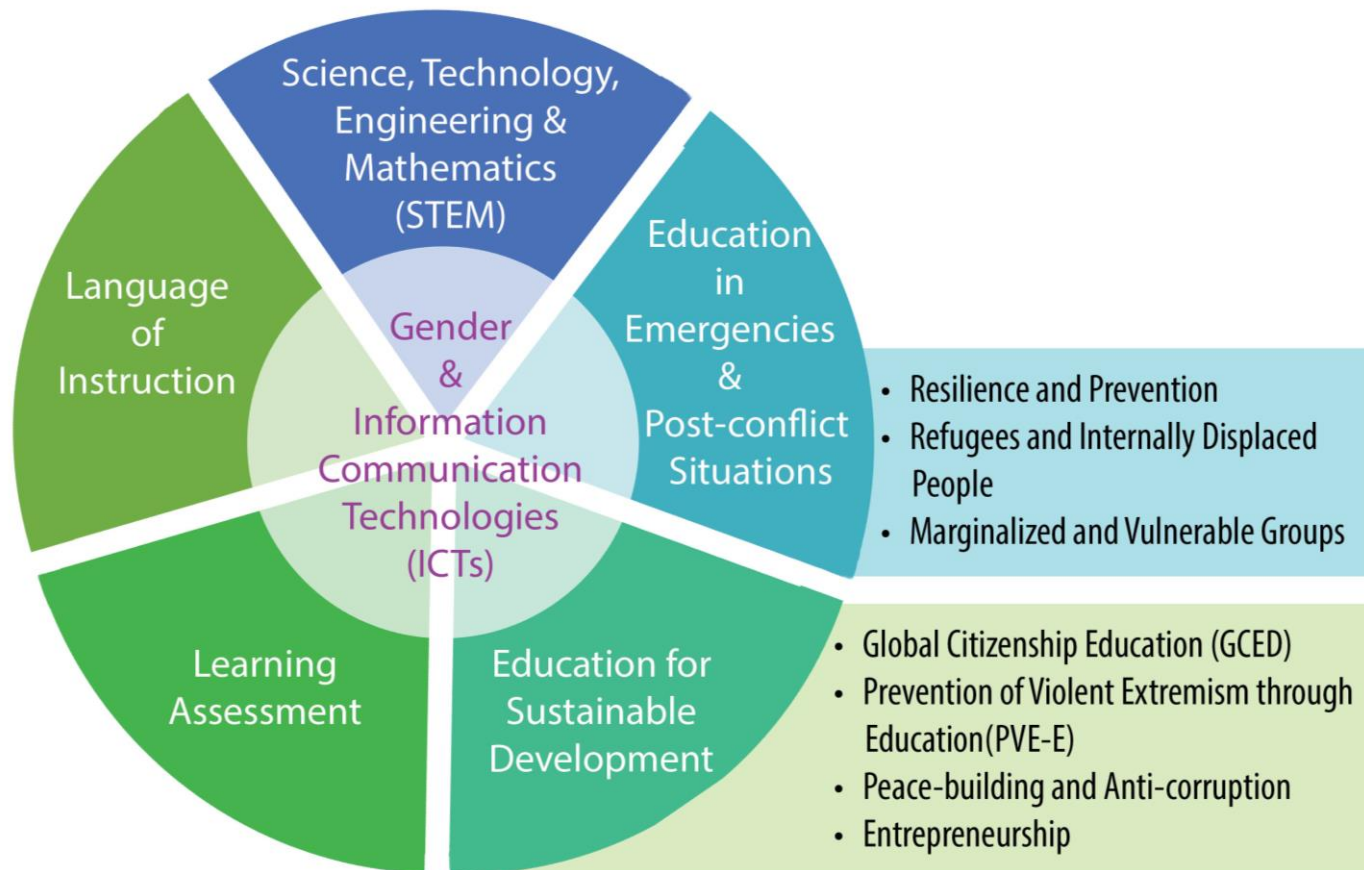 Science, Technology,
Engineering &
Mathematics
(STEM)
Education
in
Emergencies
&
Post-conflict
Situations
• Resilience and Prevention
• Refugees and Internally Displaced
People
• Marginalized and Vulnerable Groups
Education for
Sustainable
Development
• Global Citizenship Education (GCED)
• Prevention of Violent Extremism through
Education(PVE-E)
• Peace-building and Anti-corruption
• Entrepreneurship
Learning
Assessment
Language
of
Instruction
Gender
&
Information
Communication
Technologies
(ICTs)